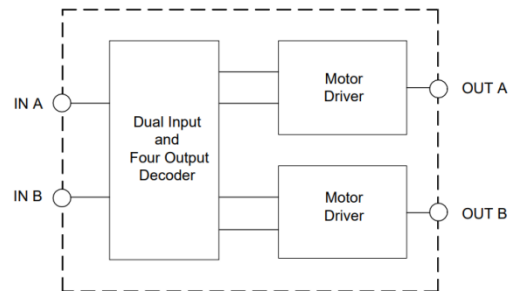 IN A
IN B
Dual Input
and
Four Output
Decoder
Motor
Driver
Motor
Driver
OUT A
OUT B